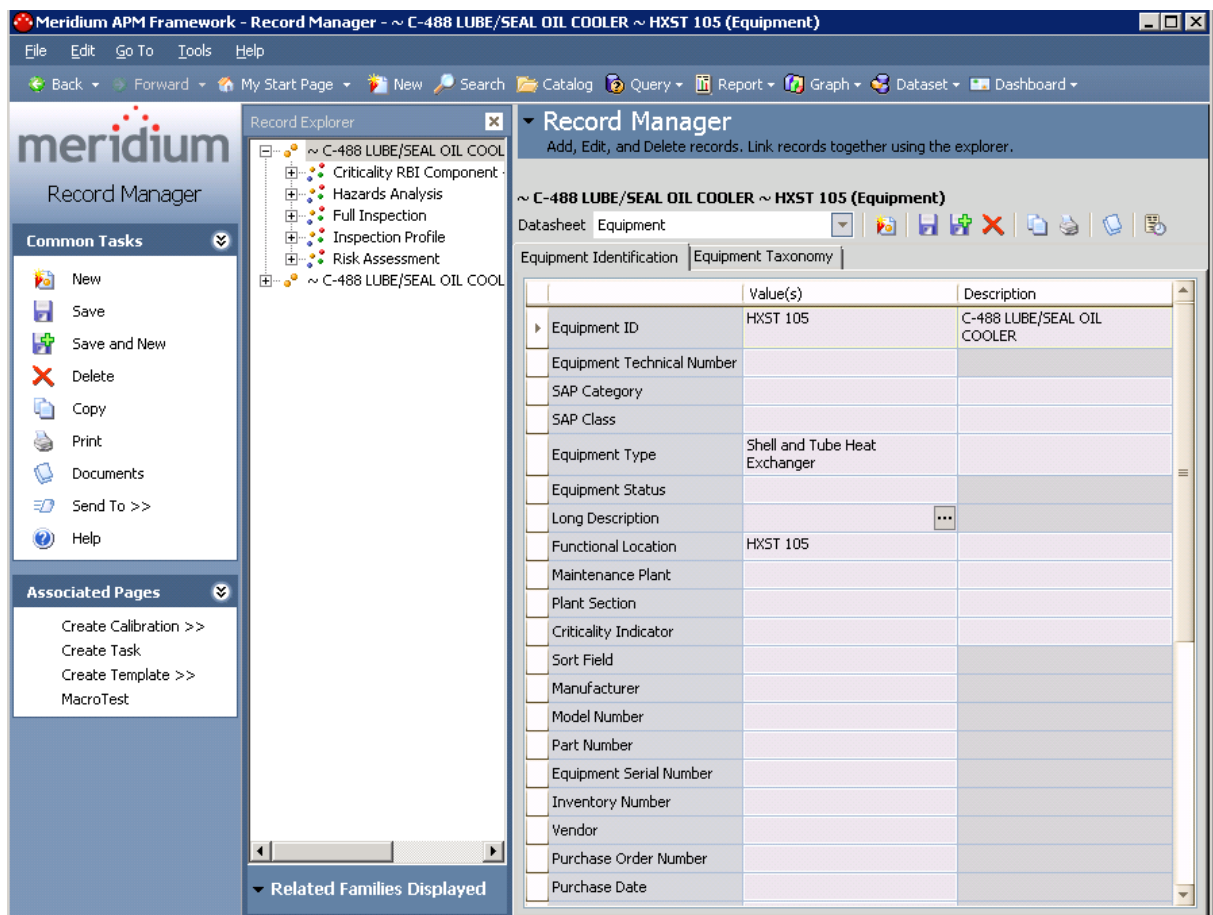 Meridium APM Framework - Record Manager - ~ C-488 LUBE/SEAL OIL COOLER ~ HXST 105 (Equipment)
File Edit Go To Tools Help
Back Forward My Start Page New Search Catalog Query Report Graph Dataset Dashboard
meridium
Record Manager
Common Tasks
New
Save
Save and New
Delete
Copy
Print
Documents
Send To >>
Help
Associated Pages
Create Calibration >>
Create Task
Create Template >>
MacroTest
Record Explorer
~ C-488 LUBE/SEAL OIL COOL
Criticality RBI Component
Hazards Analysis
Full Inspection
Inspection Profile
Risk Assessment
~ C-488 LUBE/SEAL OIL COOL
Related Families Displayed
Record Manager
Add, Edit, and Delete records. Link records together using the explorer.
~ C-488 LUBE/SEAL OIL COOLER ~ HXST 105 (Equipment)
Datasheet Equipment
Equipment Identification Equipment Taxonomy
Value(s) Description
Equipment ID HXST 105 C-488 LUBE/SEAL OIL
COOLER
Equipment Technical Number
SAP Category
SAP Class
Equipment Type Shell and Tube Heat
Exchanger
Equipment Status
Long Description ...
Functional Location HXST 105
Maintenance Plant
Plant Section
Criticality Indicator
Sort Field
Manufacturer
Model Number
Part Number
Equipment Serial Number
Inventory Number
Vendor
Purchase Order Number
Purchase Date